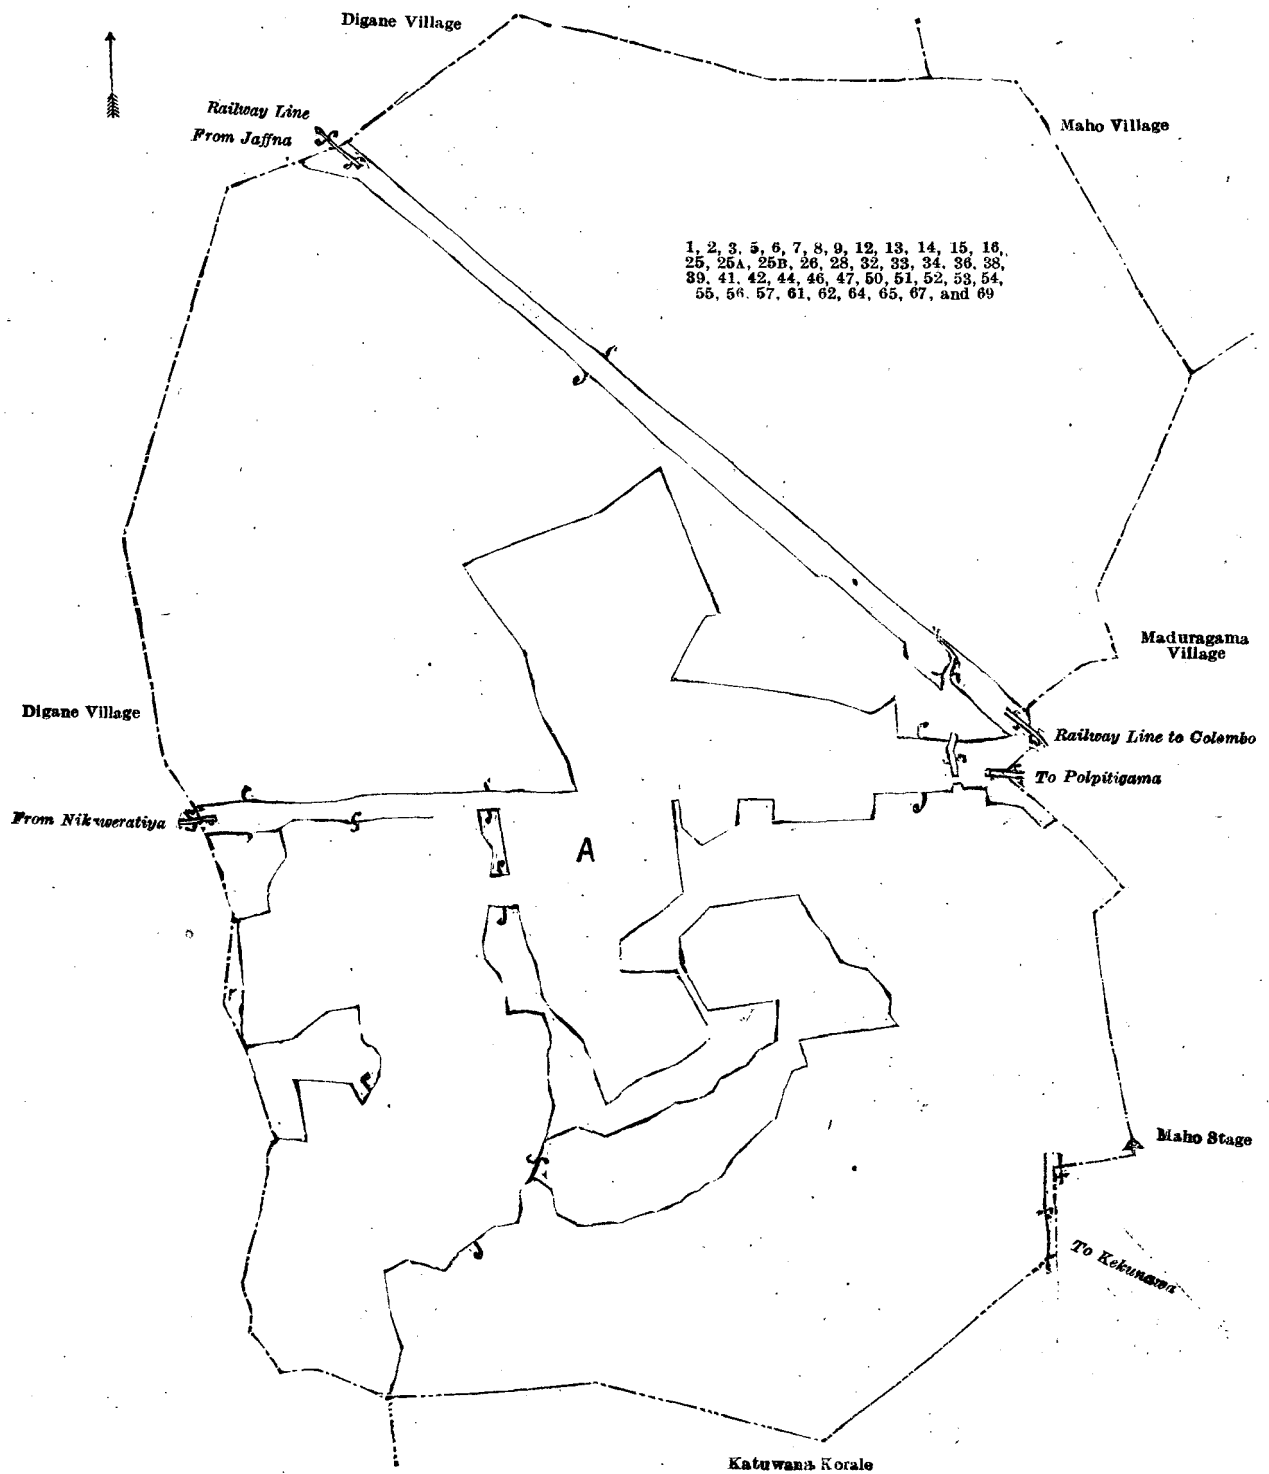 Digane Village
Railway Line
From Jaffna
Maho Village
1, 2, 3, 5, 6, 7, 8, 9, 12, 13, 14, 15, 16,
25, 25A, 25B, 26, 28, 32, 33, 34, 36, 38,
39, 41, 42, 44, 46, 47, 50, 51, 52, 53, 54,
55, 56, 57, 61, 62, 64, 65, 67, and 69
Maduragama
Village
Digane Village
Railway Line to Colombo
To Polpitigama
From Nikaweratiya
A
Maho Stage
To Kekunawa
Katuwana Korale